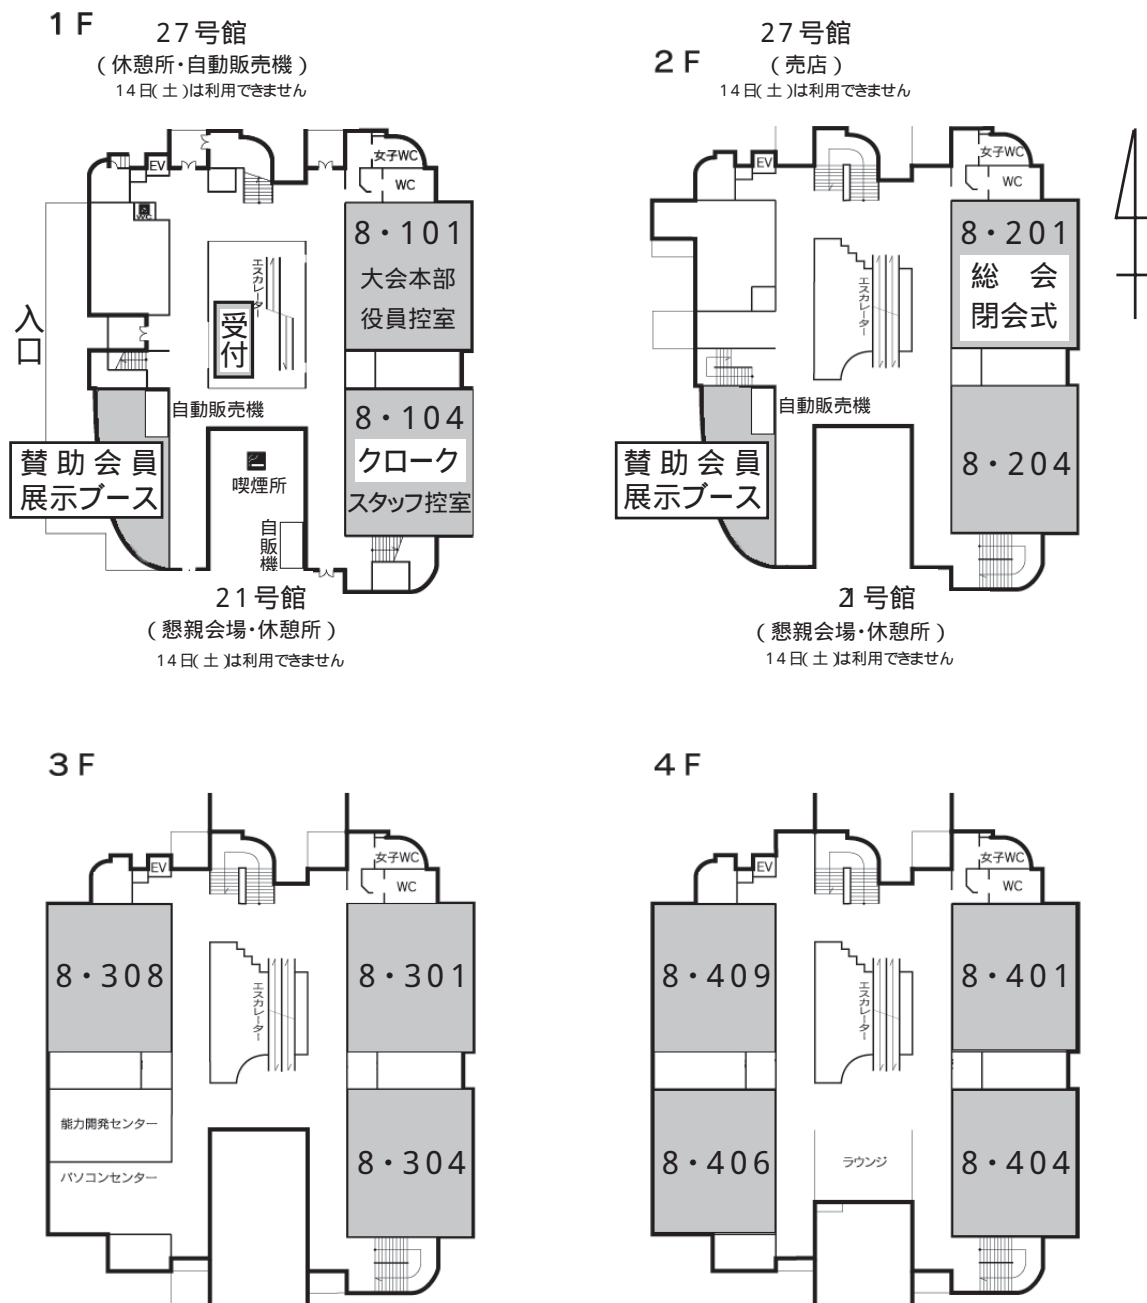 1F
27号館
(休憩所・自動販売機)
14日(土)は利用できません
EV
女子WC
WC
WC
8・101
大会本部
役員控室
エスカレーター
受付
入口
自動販売機
8・104
クローク
スタッフ控室
賛助会員
展示ブース
喫煙所
自販機
21号館
(懇親会場・休憩所)
14日(土)は利用できません
2F
27号館
(売店)
14日(土)は利用できません
EV
女子WC
WC
8・201
総会
閉会式
エスカレーター
自動販売機
8・204
賛助会員
展示ブース
21号館
(懇親会場・休憩所)
14日(土)は利用できません
3F
EV
女子WC
WC
8・308
エスカレーター
8・301
能力開発センター
パソコンセンター
8・304
4F
EV
女子WC
WC
8・409
エスカレーター
8・401
8・406
ラウンジ
8・404